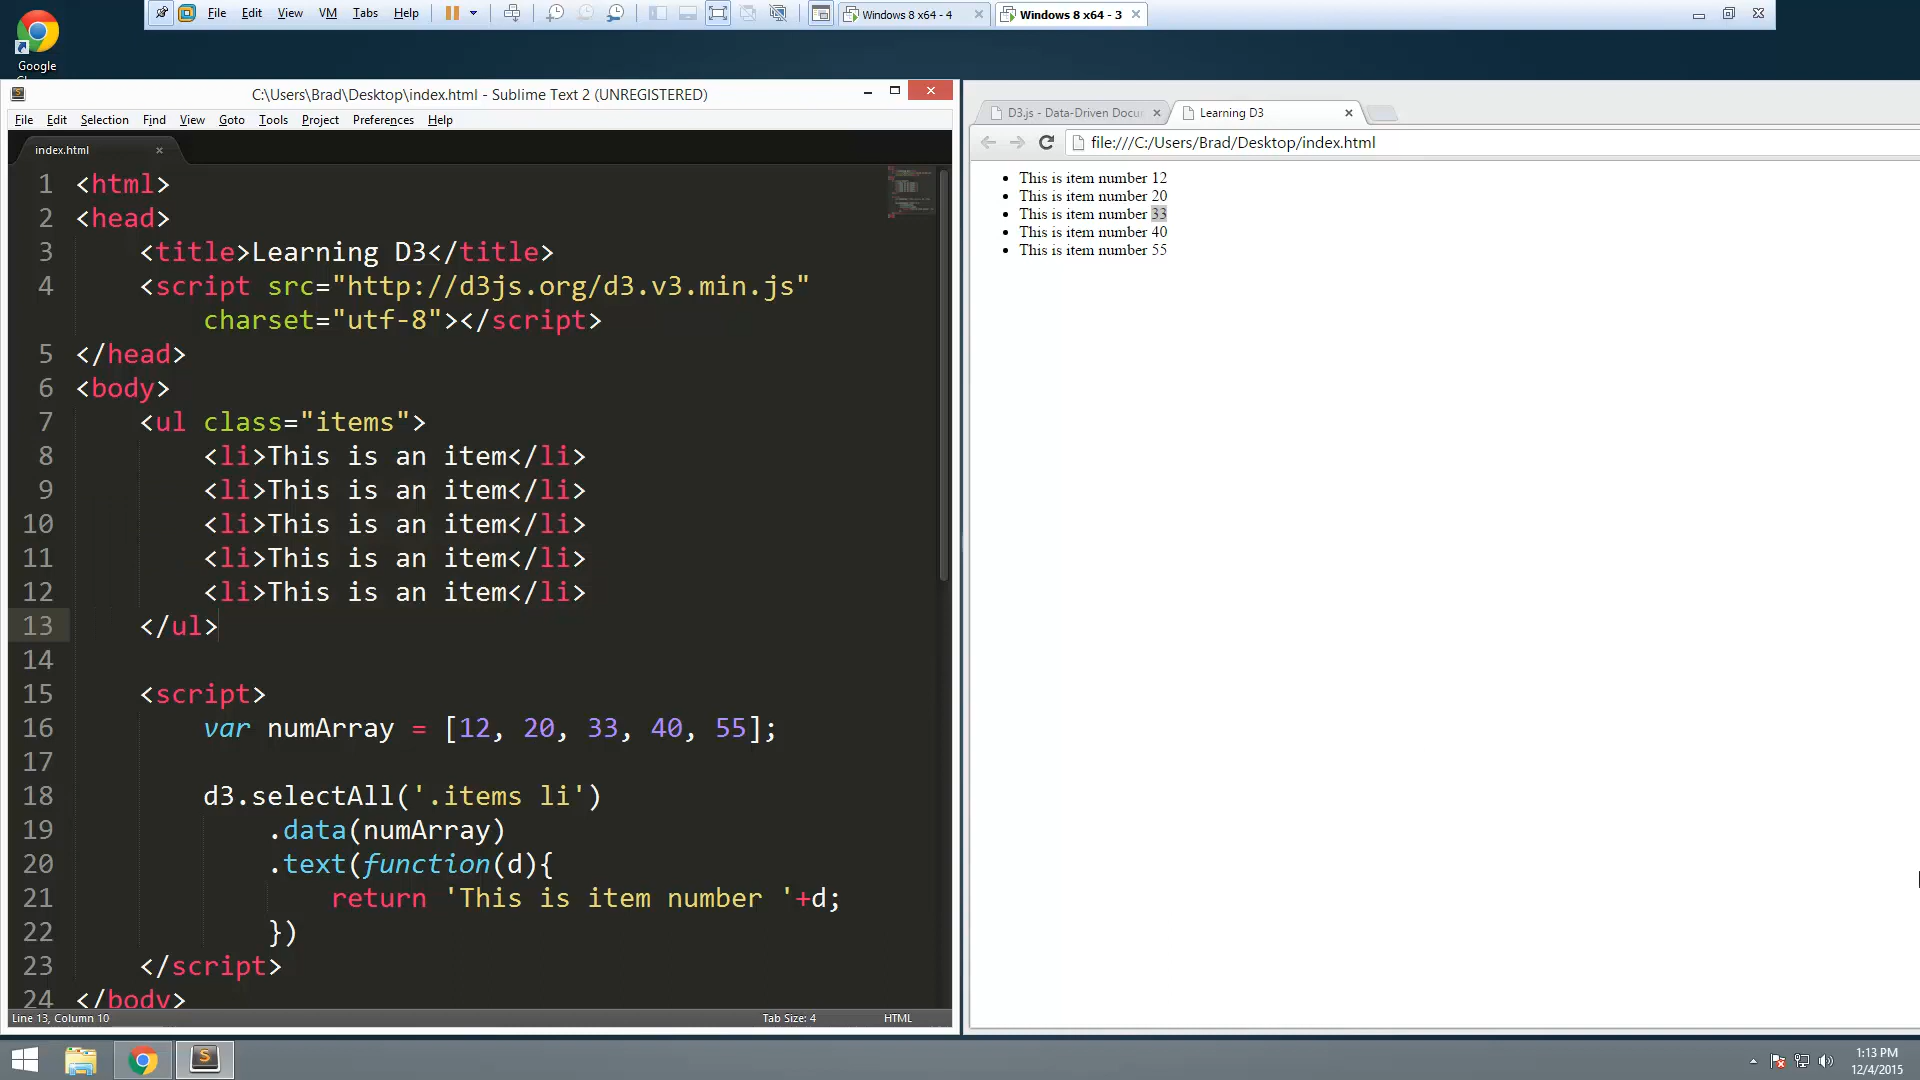 File Edit View VM Tabs Help
Windows 8 x64 - 4
Windows 8 x64 - 3
Google
C:\Users\Brad\Desktop\index.html - Sublime Text 2 (UNREGISTERED)
File Edit Selection Find View Goto Tools Project Preferences Help
index.html
1 <html>
2 <head>
3 <title>Learning D3</title>
4 <script src="http://d3js.org/d3.v3.min.js"
charset="utf-8"></script>
5 </head>
6 <body>
7 <ul class="items">
8 <li>This is an item</li>
9 <li>This is an item</li>
10 <li>This is an item</li>
11 <li>This is an item</li>
12 <li>This is an item</li>
13 </ul>
14
15 <script>
16 var numArray = [12, 20, 33, 40, 55];
17
18 d3.selectAll('.items li')
19 .data(numArray)
20 .text(function(d){
21 return 'This is item number '+d;
22 })
23 </script>
24 </body>
Line 13, Column 10
Tab Size: 4
HTML
D3.js - Data-Driven Docu
Learning D3
file:///C:/Users/Brad/Desktop/index.html
• This is item number 12
• This is item number 20
• This is item number 33
• This is item number 40
• This is item number 55
1:13 PM
12/4/2015